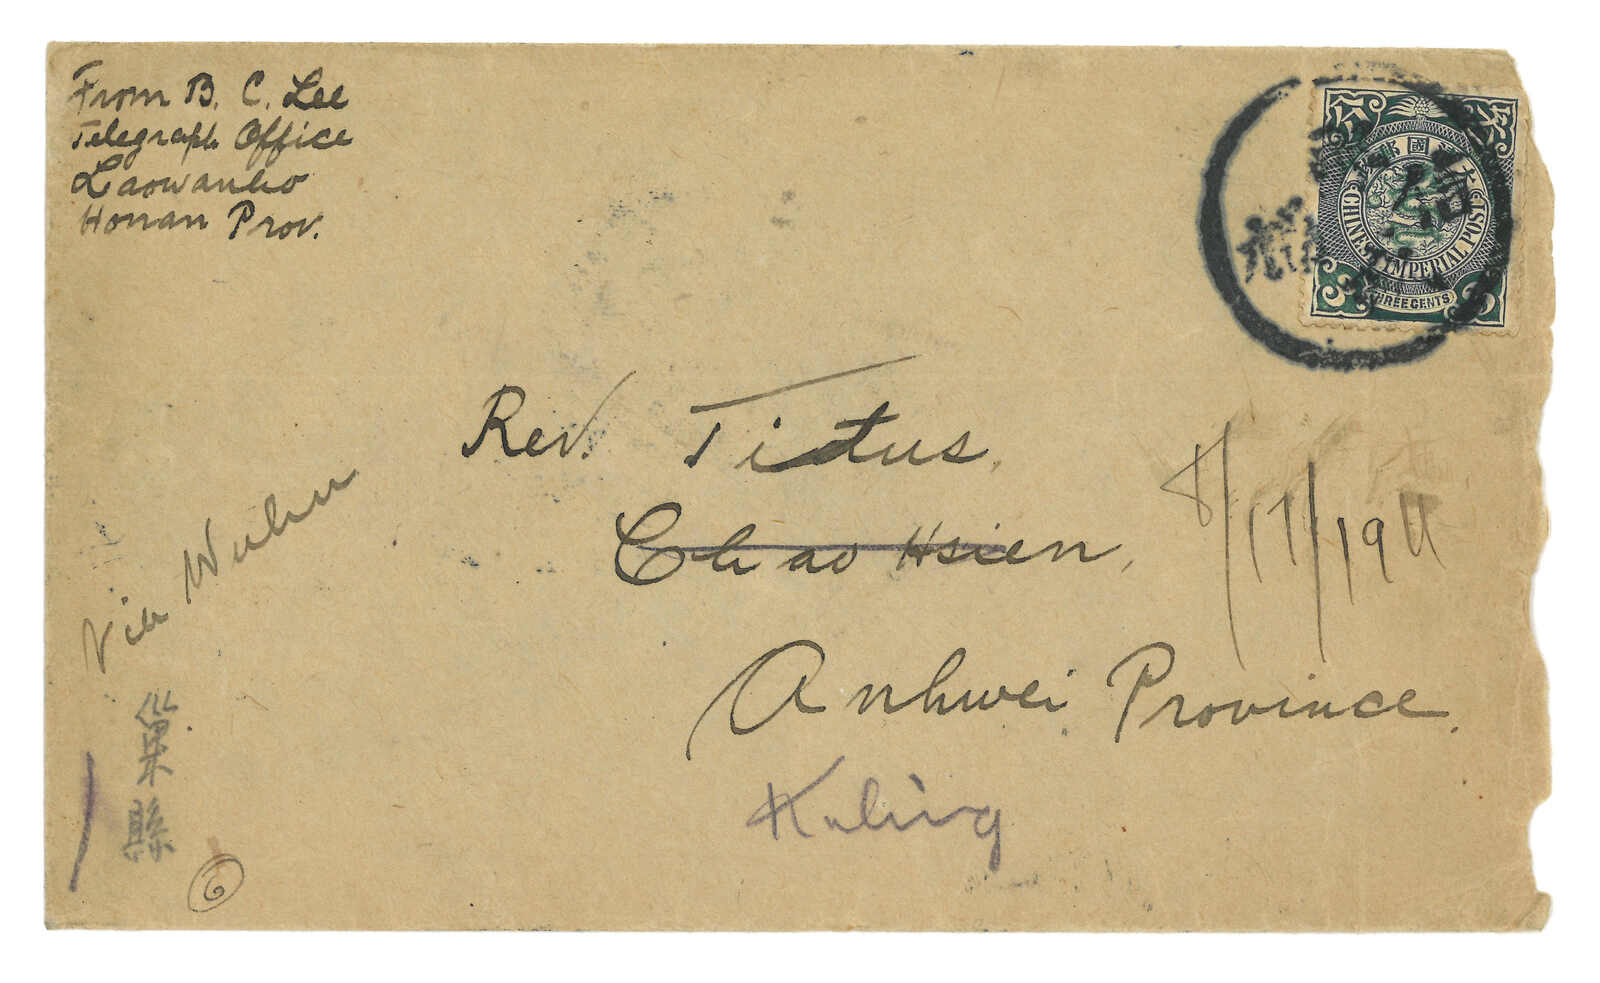 From B. C. Lee
Telegraph Office
Laowanho
Honan Prov.
CHINESE IMPERIAL POST
THREE CENTS
3
Rev. Titus.
Chao Hsien,
Anhwei Province.
Kuling
8/17/1911
Via Wuhu
巢縣
6